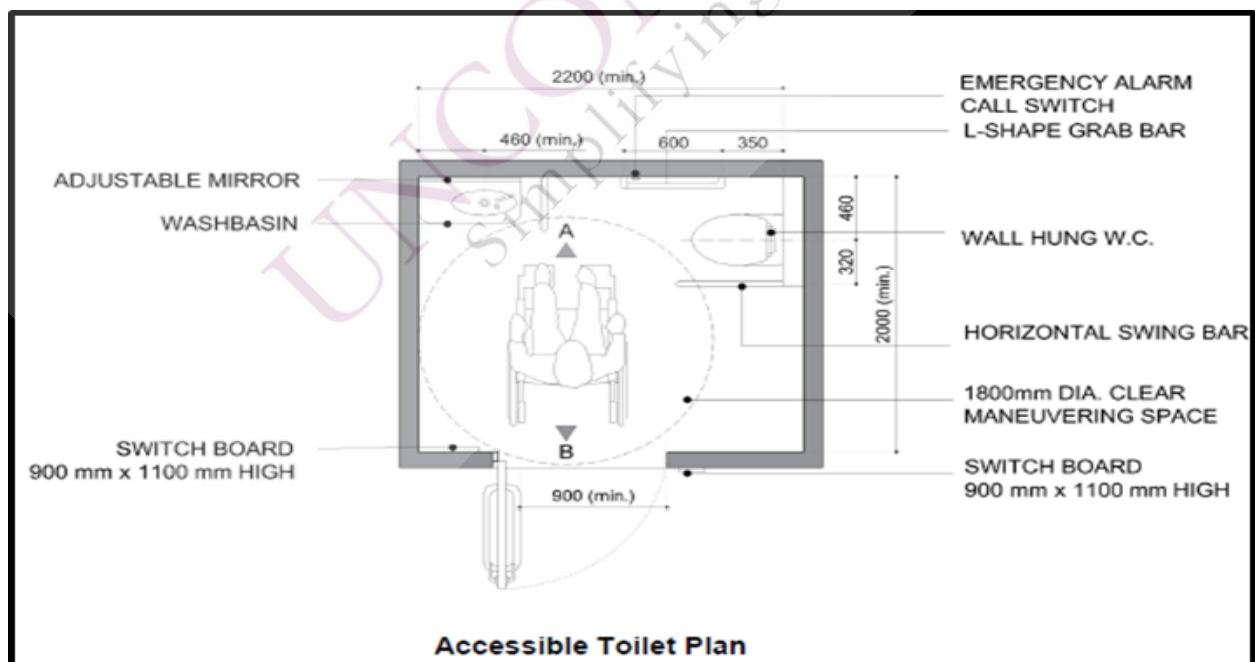 UNCO
Simplifying
2200 (min.)
EMERGENCY ALARM
CALL SWITCH
L-SHAPE GRAB BAR
460 (min.)
600
350
ADJUSTABLE MIRROR
WASHBASIN
A
460
WALL HUNG W.C.
320
2000 (min.)
HORIZONTAL SWING BAR
1800mm DIA. CLEAR
MANEUVERING SPACE
SWITCH BOARD
900 mm x 1100 mm HIGH
B
SWITCH BOARD
900 mm x 1100 mm HIGH
900 (min.)
Accessible Toilet Plan